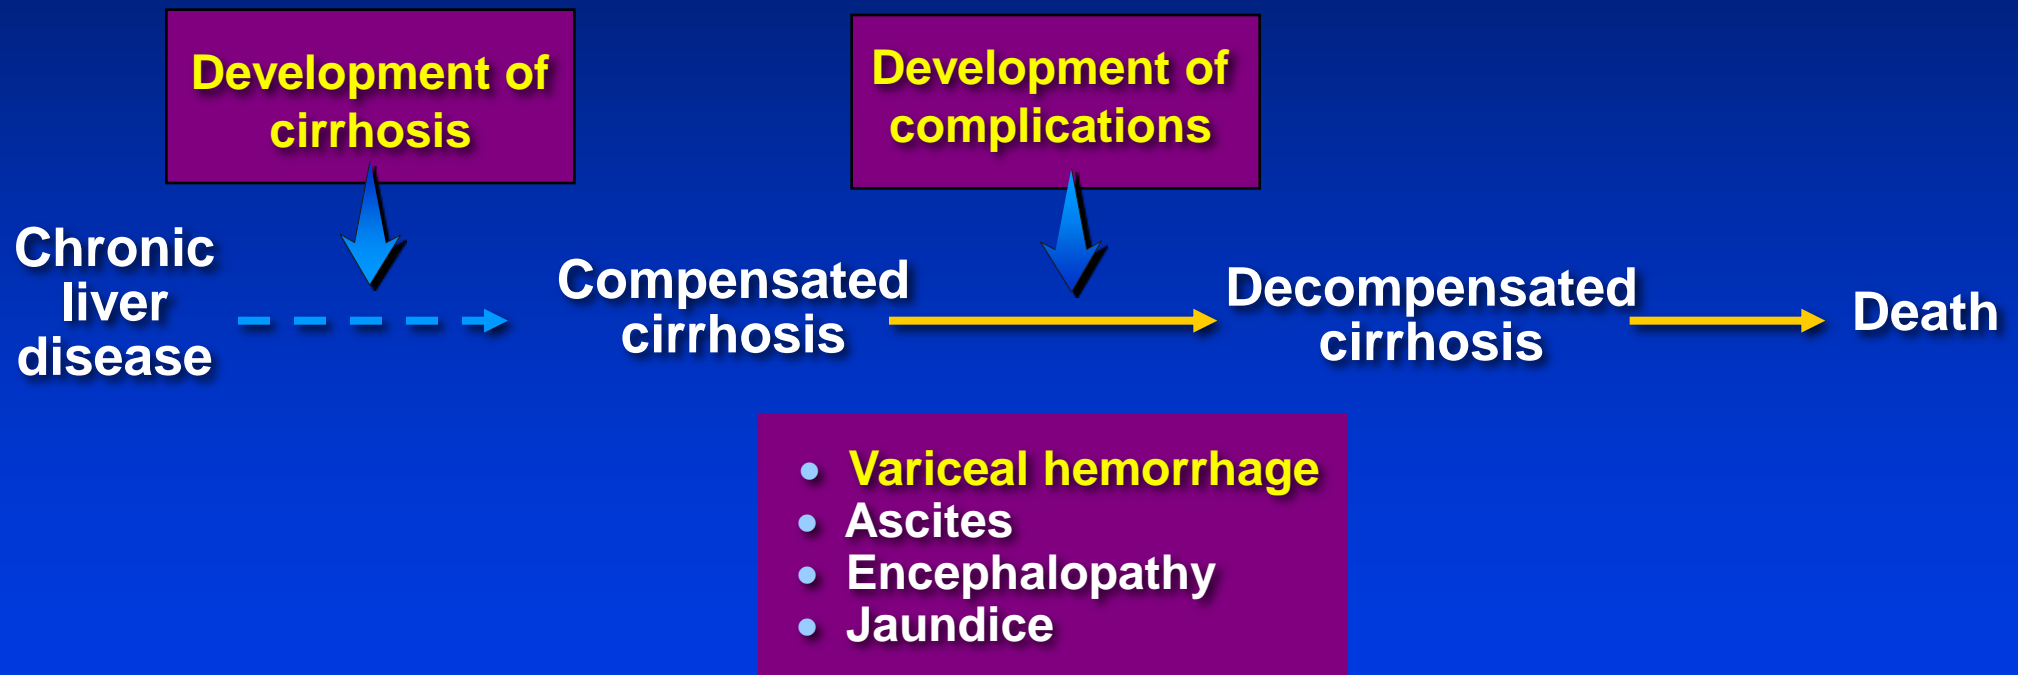 Development of
cirrhosis
Development of
complications
Chronic
liver
disease
Compensated
cirrhosis
Decompensated
cirrhosis
Death
• Variceal hemorrhage
• Ascites
• Encephalopathy
• Jaundice